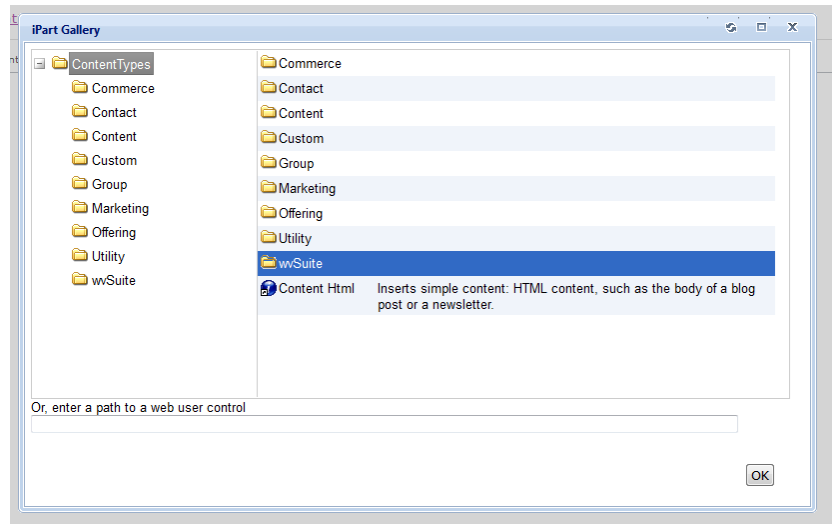 iPart Gallery
ContentTypes
Commerce
Contact
Content
Custom
Group
Marketing
Offering
Utility
wvSuite
Commerce
Contact
Content
Custom
Group
Marketing
Offering
Utility
wvSuite
Content Html Inserts simple content: HTML content, such as the body of a blog
post or a newsletter.
Or, enter a path to a web user control
OK